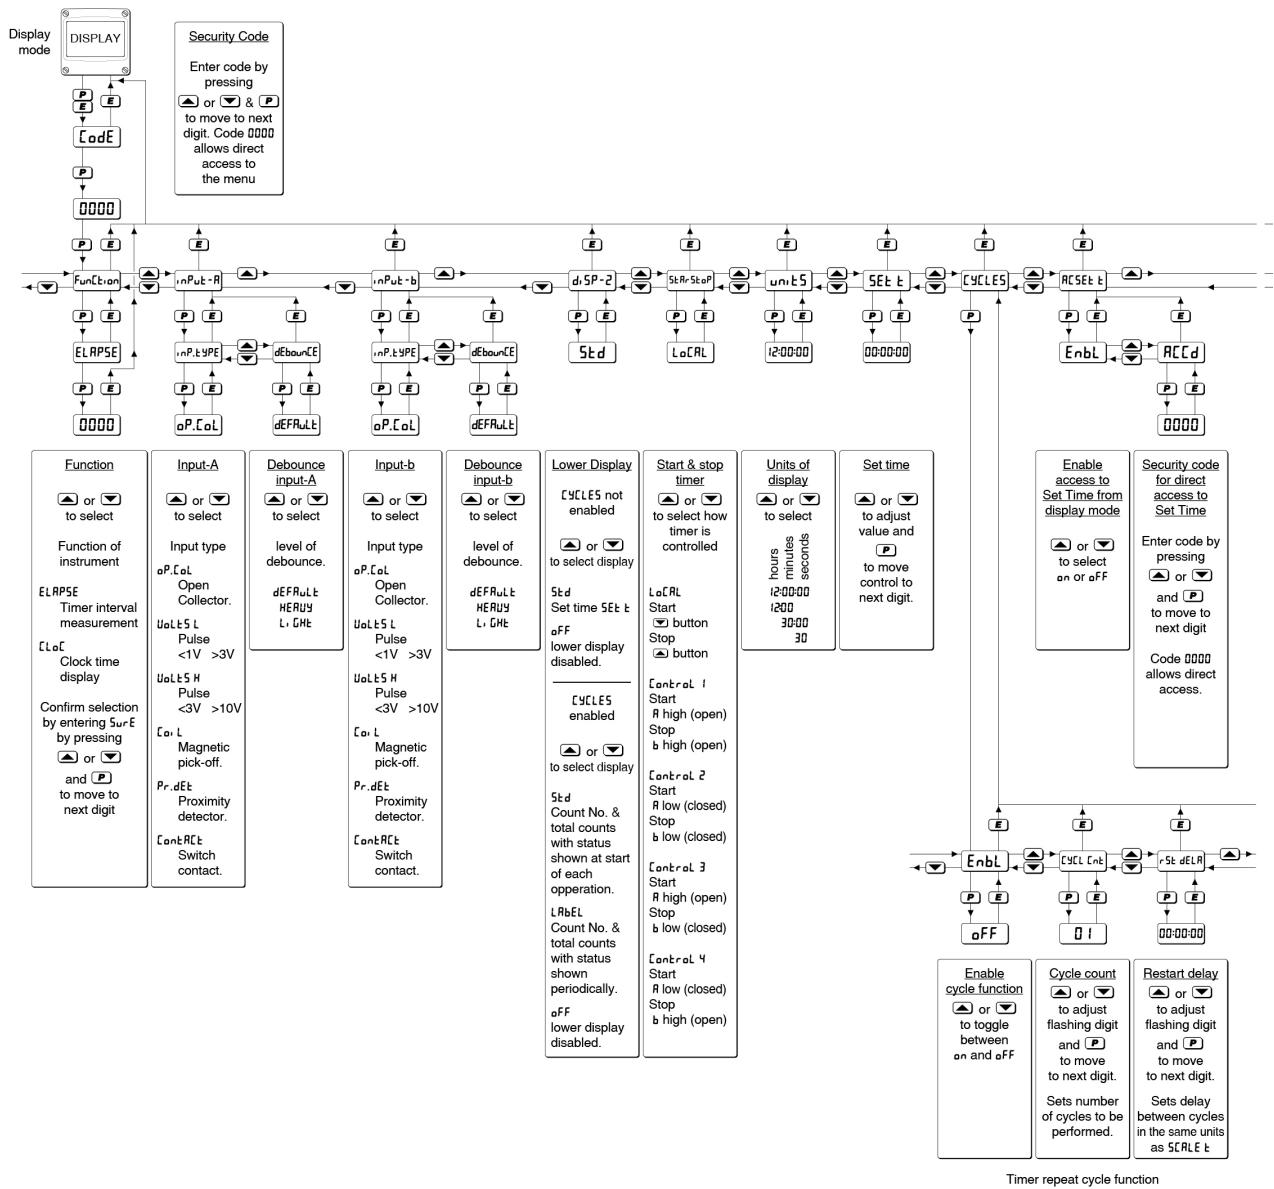 Display
mode
DISPLAY
P
E
E
CodE
P
0000
Security Code
Enter code by
pressing
or & P
to move to next
digit. Code 0000
allows direct
access to
the menu
P E E E E E E E E E
FunCtion inPut-A inPut-b diSP-2 StArStoP unitS SEt t CYCLES ACSEt t
P E P E E P E E P E P E P E P E P P E E
ELAPSE inP.tYPE dEbounCE inP.tYPE dEbounCE Std LoCAL 12:00:00 00:00:00 EnbL ACCd
P E P E P E P E P E P E
0000 oP.CoL dEFAuLt oP.CoL dEFAuLt 0000
Function
or
to select
Function of
instrument
ELAPSE
Timer interval
measurement
CLoC
Clock time
display
Confirm selection
by entering SurE
by pressing
or
and P
to move to
next digit
Input-A
or
to select
Input type
oP.CoL
Open
Collector.
VoLtS L
Pulse
<1V >3V
VoLtS H
Pulse
<3V >10V
Coi L
Magnetic
pick-off.
Pr.dEt
Proximity
detector.
ContACt
Switch
contact.
Debounce
input-A
or
to select
level of
debounce.
dEFAuLt
HEAVY
Li GHt
Input-b
or
to select
Input type
oP.CoL
Open
Collector.
VoLtS L
Pulse
<1V >3V
VoLtS H
Pulse
<3V >10V
Coi L
Magnetic
pick-off.
Pr.dEt
Proximity
detector.
ContACt
Switch
contact.
Debounce
input-b
or
to select
level of
debounce.
dEFAuLt
HEAVY
Li GHt
Lower Display
CYCLES not
enabled
or
to select display
Std
Set time SEt t
oFF
lower display
disabled.
CYCLES
enabled
or
to select display
Std
Count No. &
total counts
with status
shown at start
of each
opperation.
LAbEL
Count No. &
total counts
with status
shown
periodically.
oFF
lower display
disabled.
Start & stop
timer
or
to select how
timer is
controlled
LoCAL
Start
button
Stop
button
ControL 1
Start
A high (open)
Stop
b high (open)
ControL 2
Start
A low (closed)
Stop
b low (closed)
ControL 3
Start
A high (open)
Stop
b low (closed)
ControL 4
Start
A low (closed)
Stop
b high (open)
Units of
display
or
to select
hours
minutes
seconds
12:00:00
1200
30:00
30
Set time
or
to adjust
value and
P
to move
control to
next digit.
Enable
access to
Set Time from
display mode
or
to select
on or oFF
Security code
for direct
access to
Set Time
Enter code by
pressing
or
and P
to move to
next digit
Code 0000
allows direct
access.
E E E
EnbL CYCL Cnt rSt dELA
P E P E P E
oFF 01 00:00:00
Enable
cycle function
or
to toggle
between
on and oFF
Cycle count
or
to adjust
flashing digit
and P
to move
to next digit.
Sets number
of cycles to be
performed.
Restart delay
or
to adjust
flashing digit
and P
to move
to next digit.
Sets delay
between cycles
in the same units
as SCALE t
Timer repeat cycle function